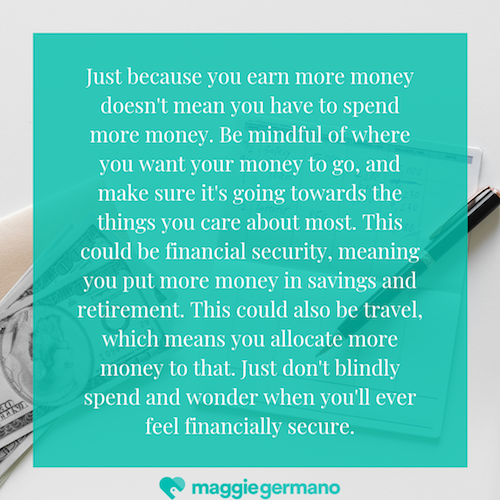 Just because you earn more money
doesn't mean you have to spend
more money. Be mindful of where
you want your money to go, and
make sure it's going towards the
things you care about most. This
could be financial security, meaning
you put more money in savings and
retirement. This could also be travel,
which means you allocate more
money to that. Just don't blindly
spend and wonder when you'll ever
feel financially secure.
maggiegermano